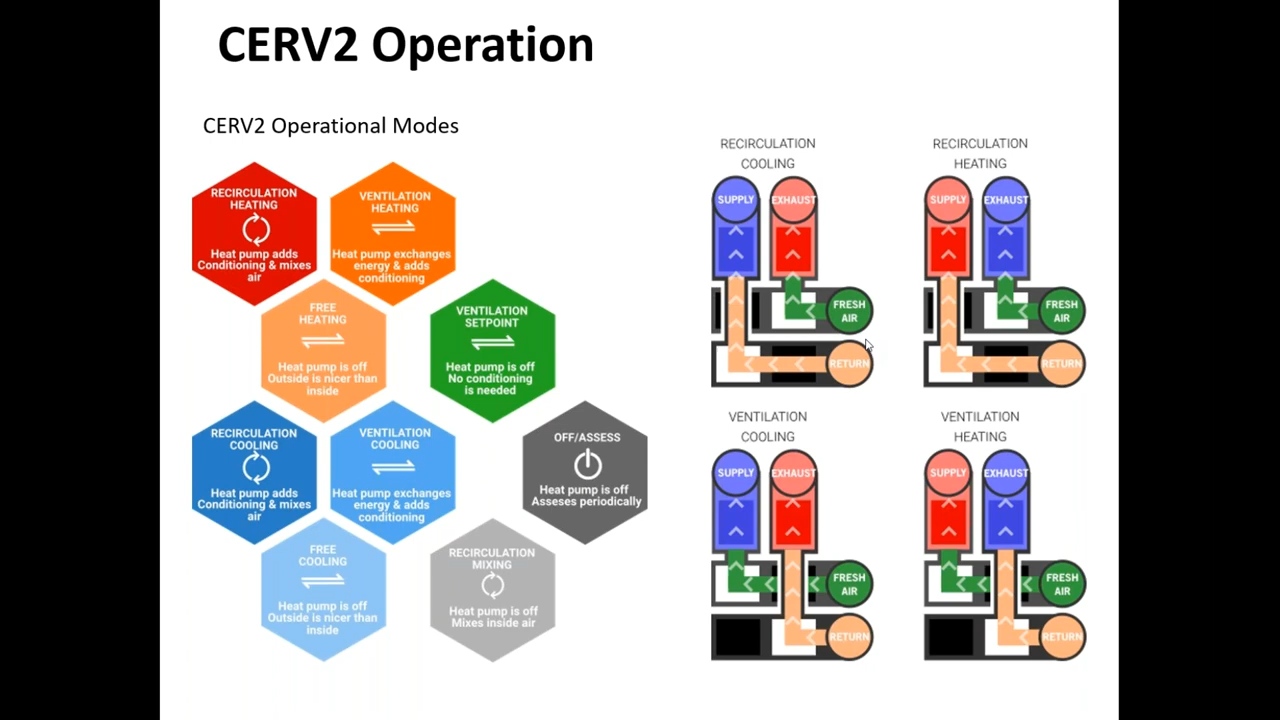 CERV2 Operation
CERV2 Operational Modes
RECIRCULATION
HEATING
Heat pump adds
Conditioning & mixes
air
VENTILATION
HEATING
Heat pump exchanges
energy & adds
conditioning
FREE
HEATING
Heat pump is off
Outside is nicer than
inside
VENTILATION
SETPOINT
Heat pump is off
No conditioning
is needed
RECIRCULATION
COOLING
Heat pump adds
Conditioning & mixes
air
VENTILATION
COOLING
Heat pump exchanges
energy & adds
conditioning
OFF/ASSESS
Heat pump is off
Asseses periodically
FREE
COOLING
Heat pump is off
Outside is nicer than
inside
RECIRCULATION
MIXING
Heat pump is off
Mixes inside air
RECIRCULATION
COOLING
SUPPLY
EXHAUST
FRESH
AIR
RETURN
RECIRCULATION
HEATING
SUPPLY
EXHAUST
FRESH
AIR
RETURN
VENTILATION
COOLING
SUPPLY
EXHAUST
FRESH
AIR
RETURN
VENTILATION
HEATING
SUPPLY
EXHAUST
FRESH
AIR
RETURN